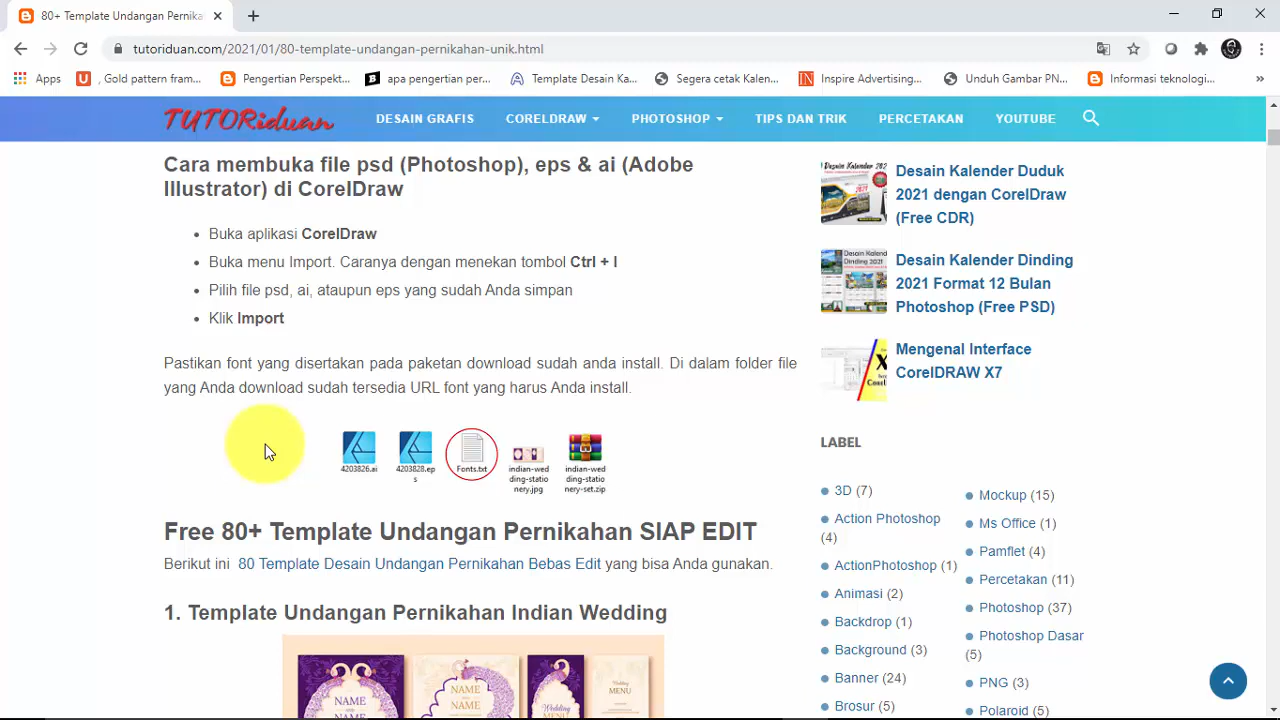 80+ Template Undangan Pernika
tutoriduan.com/2021/01/80-template-undangan-pernikahan-unik.html
Apps
, Gold pattern fram...
Pengertian Perspekt...
apa pengertian per...
Template Desain Ka...
Segera cetak Kalen...
Inspire Advertising...
Unduh Gambar PN...
Informasi teknologi...
»
TUTORiduan
DESAIN GRAFIS
CORELDRAW
PHOTOSHOP
TIPS DAN TRIK
PERCETAKAN
YOUTUBE
Cara membuka file psd (Photoshop), eps & ai (Adobe
Illustrator) di CorelDraw
• Buka aplikasi CorelDraw
• Buka menu Import. Caranya dengan menekan tombol Ctrl + I
• Pilih file psd, ai, ataupun eps yang sudah Anda simpan
• Klik Import
Pastikan font yang disertakan pada paketan download sudah anda install. Di dalam folder file
yang Anda download sudah tersedia URL font yang harus Anda install.
4203826.ai
4203828.ep
s
Fonts.txt
indian-wed
ding-statio
nery.jpg
indian-wed
ding-statio
nery-set.zip
Free 80+ Template Undangan Pernikahan SIAP EDIT
Berikut ini 80 Template Desain Undangan Pernikahan Bebas Edit yang bisa Anda gunakan.
1. Template Undangan Pernikahan Indian Wedding
NAME
NAME
Wedding
MENU
Wedding
MENU
Desain Kalender Duduk
2021 dengan CorelDraw
(Free CDR)
Desain Kalender Dinding
2021 Format 12 Bulan
Photoshop (Free PSD)
Mengenal Interface
CorelDRAW X7
LABEL
3D (7)
Action Photoshop
(4)
ActionPhotoshop (1)
Animasi (2)
Backdrop (1)
Background (3)
Banner (24)
Brosur (5)
Mockup (15)
Ms Office (1)
Pamflet (4)
Percetakan (11)
Photoshop (37)
Photoshop Dasar
(5)
PNG (3)
Polaroid (5)